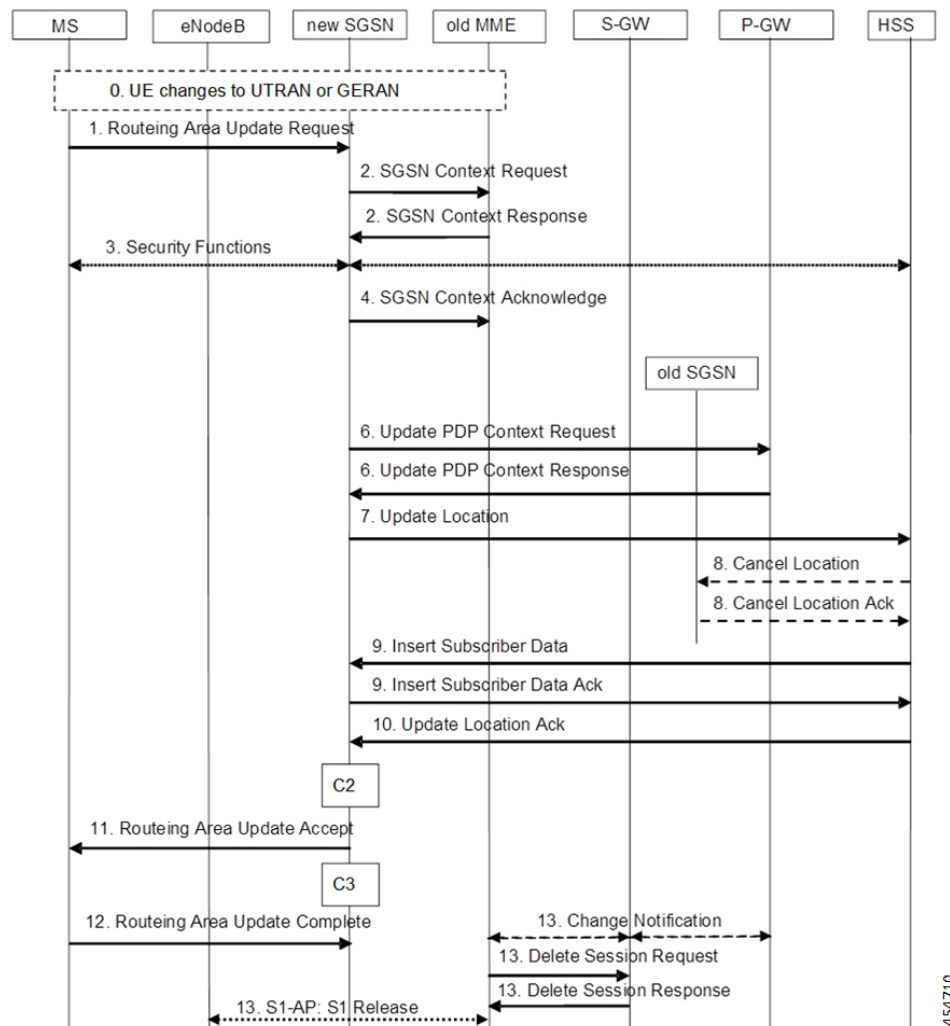 MS
eNodeB
new SGSN
old MME
S-GW
P-GW
HSS
0. UE changes to UTRAN or GERAN
1. Routeing Area Update Request
2. SGSN Context Request
2. SGSN Context Response
3. Security Functions
4. SGSN Context Acknowledge
old SGSN
6. Update PDP Context Request
6. Update PDP Context Response
7. Update Location
8. Cancel Location
8. Cancel Location Ack
9. Insert Subscriber Data
9. Insert Subscriber Data Ack
10. Update Location Ack
C2
11. Routeing Area Update Accept
C3
12. Routeing Area Update Complete
13. Change Notification
13. Delete Session Request
13. Delete Session Response
13. S1-AP: S1 Release
454710